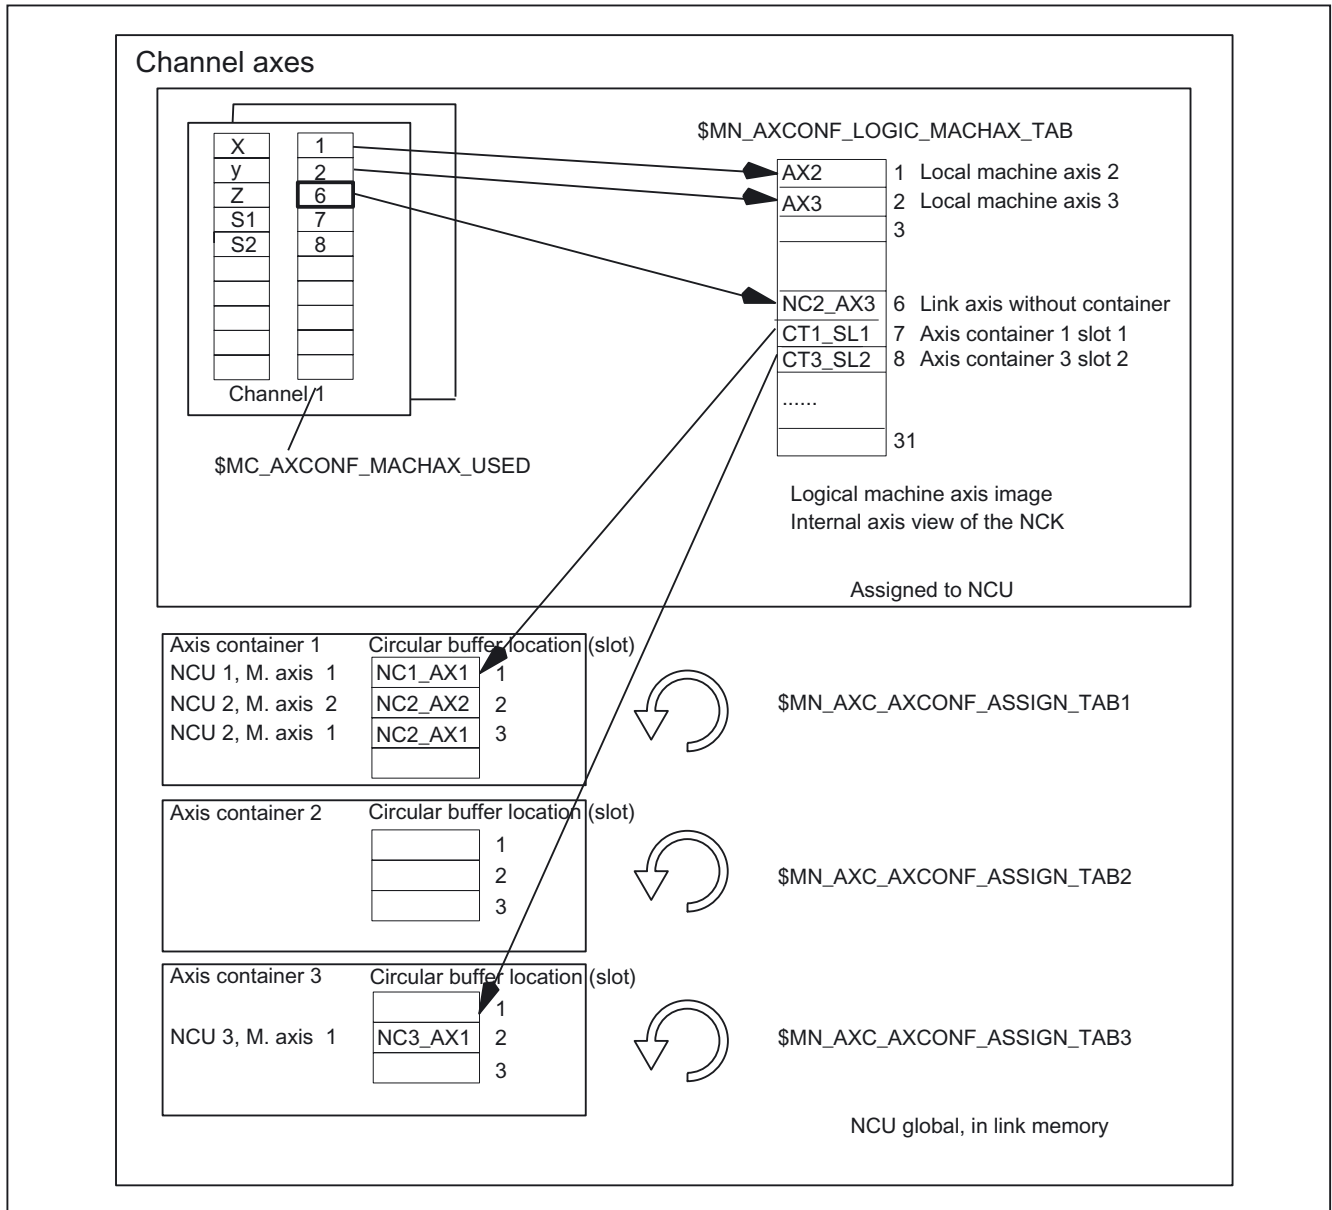 Channel axes
X 1
y 2
Z 6
S1 7
S2 8
Channel 1
$MC_AXCONF_MACHAX_USED
$MN_AXCONF_LOGIC_MACHAX_TAB
AX2 1 Local machine axis 2
AX3 2 Local machine axis 3
3
NC2_AX3 6 Link axis without container
CT1_SL1 7 Axis container 1 slot 1
CT3_SL2 8 Axis container 3 slot 2
......
31
Logical machine axis image
Internal axis view of the NCK
Assigned to NCU
Axis container 1 Circular buffer location (slot)
NCU 1, M. axis 1 NC1_AX1 1
NCU 2, M. axis 2 NC2_AX2 2
NCU 2, M. axis 1 NC2_AX1 3
$MN_AXC_AXCONF_ASSIGN_TAB1
Axis container 2 Circular buffer location (slot)
1
2
3
$MN_AXC_AXCONF_ASSIGN_TAB2
Axis container 3 Circular buffer location (slot)
1
NCU 3, M. axis 1 NC3_AX1 2
3
$MN_AXC_AXCONF_ASSIGN_TAB3
NCU global, in link memory